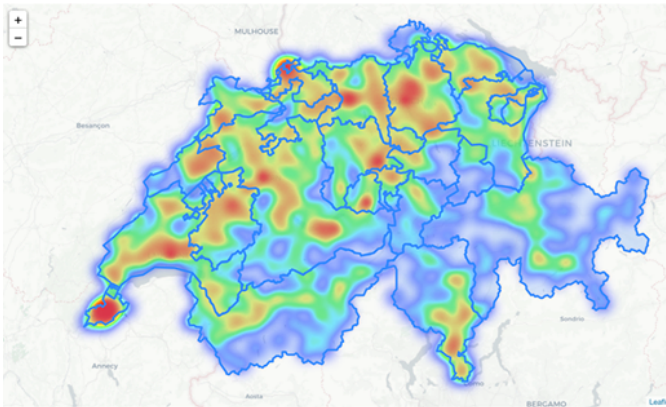 +
MULHOUSE
−
Besançon
LIECHTENSTEIN
Sondrio
Annecy
Aosta
BERGAMO
Leafl